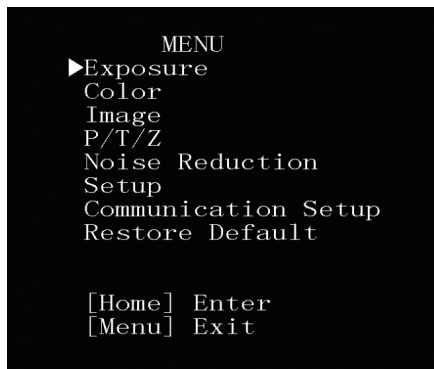 MENU
▶Exposure
Color
Image
P/T/Z
Noise Reduction
Setup
Communication Setup
Restore Default
[Home] Enter
[Menu] Exit